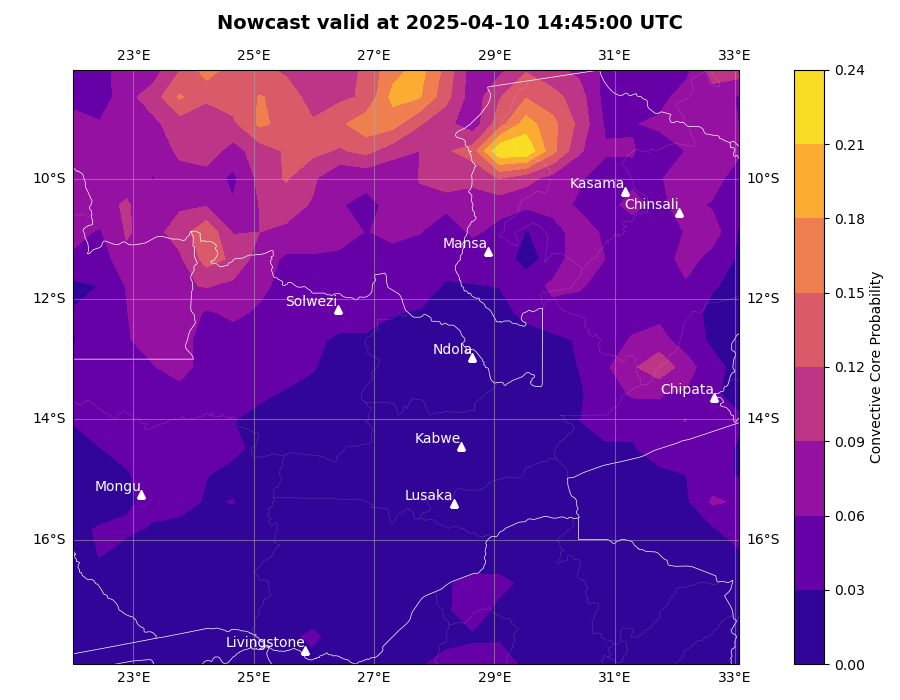 Nowcast valid at 2025-04-10 14:45:00 UTC
23°E 25°E 27°E 29°E 31°E 33°E
0.24
0.21
0.18
0.15
0.12
0.09
0.06
0.03
0.00
Convective Core Probability
10°S 10°S
12°S 12°S
14°S 14°S
16°S 16°S
Kasama
Chinsali
Mansa
Solwezi
Ndola
Chipata
Kabwe
Mongu
Lusaka
Livingstone
23°E 25°E 27°E 29°E 31°E 33°E